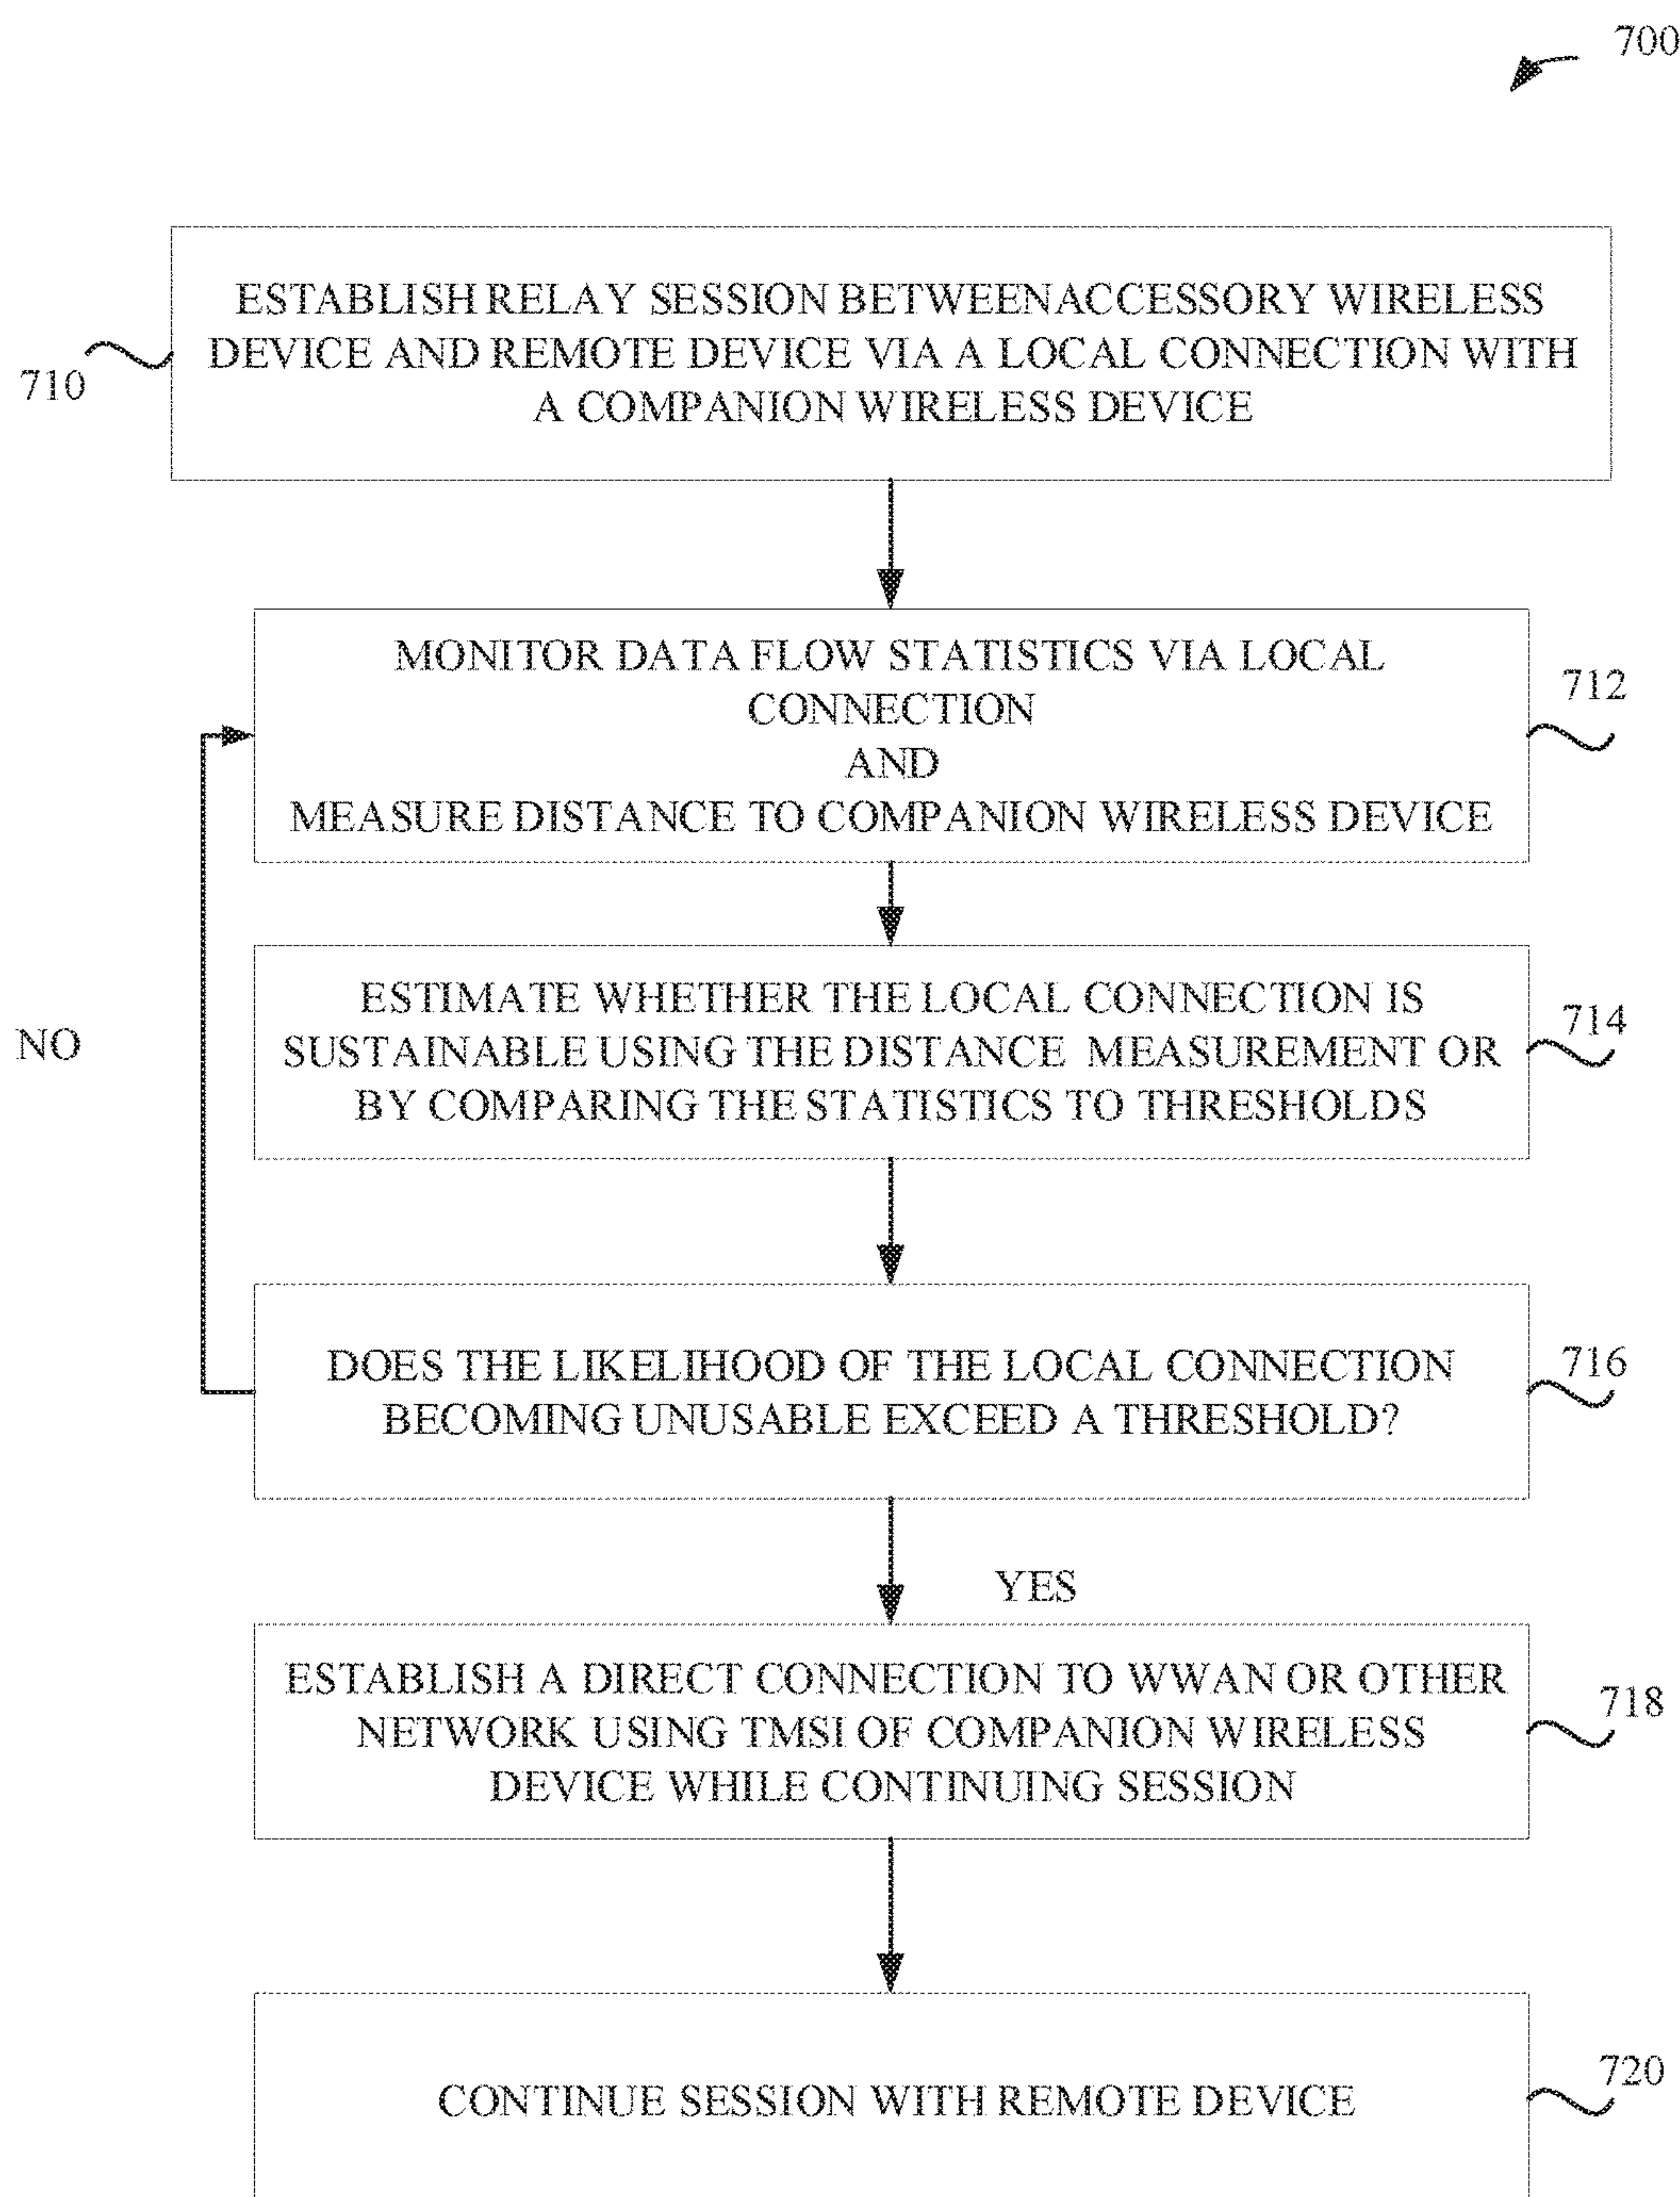 700
ESTABLISH RELAY SESSION BETWEENACCESSORY WIRELESS
DEVICE AND REMOTE DEVICE VIA A LOCAL CONNECTION WITH
A COMPANION WIRELESS DEVICE
710
MONITOR DATA FLOW STATISTICS VIA LOCAL
CONNECTION
AND
MEASURE DISTANCE TO COMPANION WIRELESS DEVICE
712
ESTIMATE WHETHER THE LOCAL CONNECTION IS
SUSTAINABLE USING THE DISTANCE MEASUREMENT OR
BY COMPARING THE STATISTICS TO THRESHOLDS
714
NO
DOES THE LIKELIHOOD OF THE LOCAL CONNECTION
BECOMING UNUSABLE EXCEED A THRESHOLD?
716
YES
ESTABLISH A DIRECT CONNECTION TO WWAN OR OTHER
NETWORK USING TMSI OF COMPANION WIRELESS
DEVICE WHILE CONTINUING SESSION
718
CONTINUE SESSION WITH REMOTE DEVICE
720